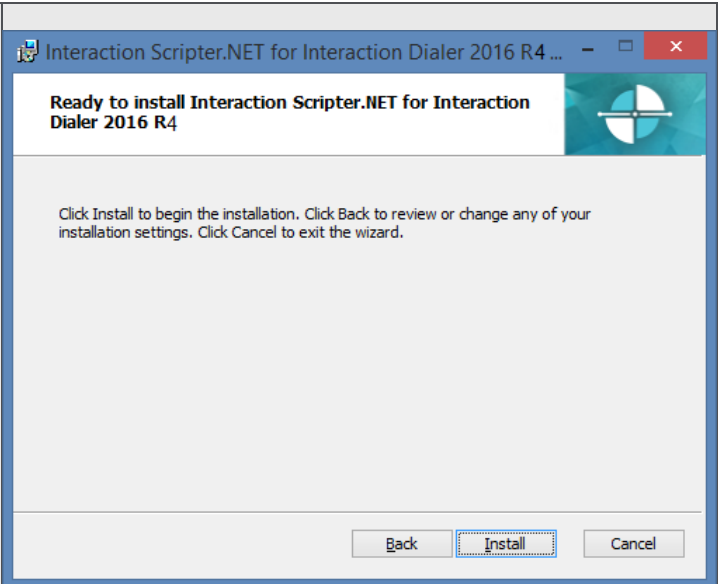 Interaction Scripter.NET for Interaction Dialer 2016 R4 ...
Ready to install Interaction Scripter.NET for Interaction
Dialer 2016 R4
Click Install to begin the installation. Click Back to review or change any of your
installation settings. Click Cancel to exit the wizard.
Back Install Cancel